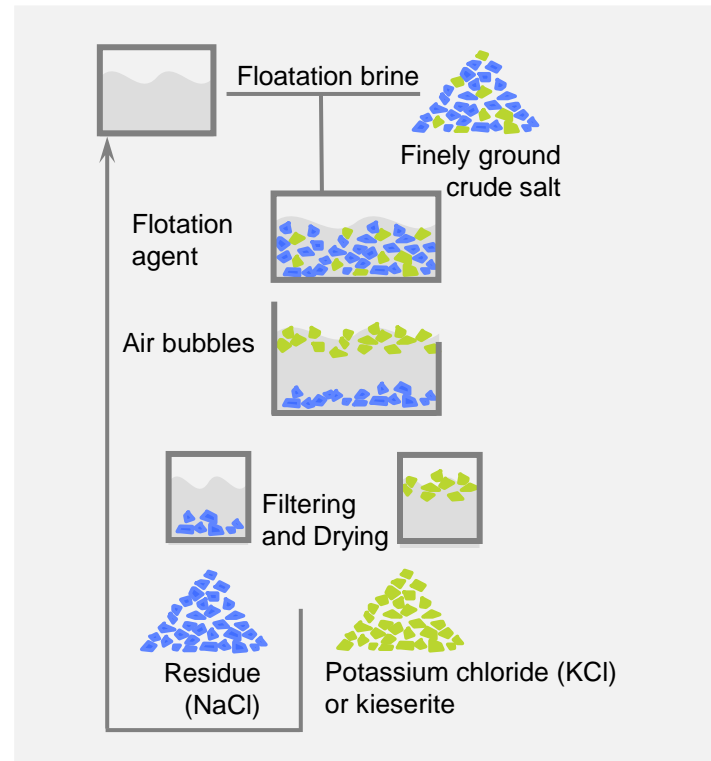 Floatation brine
Finely ground
crude salt
Flotation
agent
Air bubbles
Filtering
and Drying
Residue
(NaCl)
Potassium chloride (KCl)
or kieserite